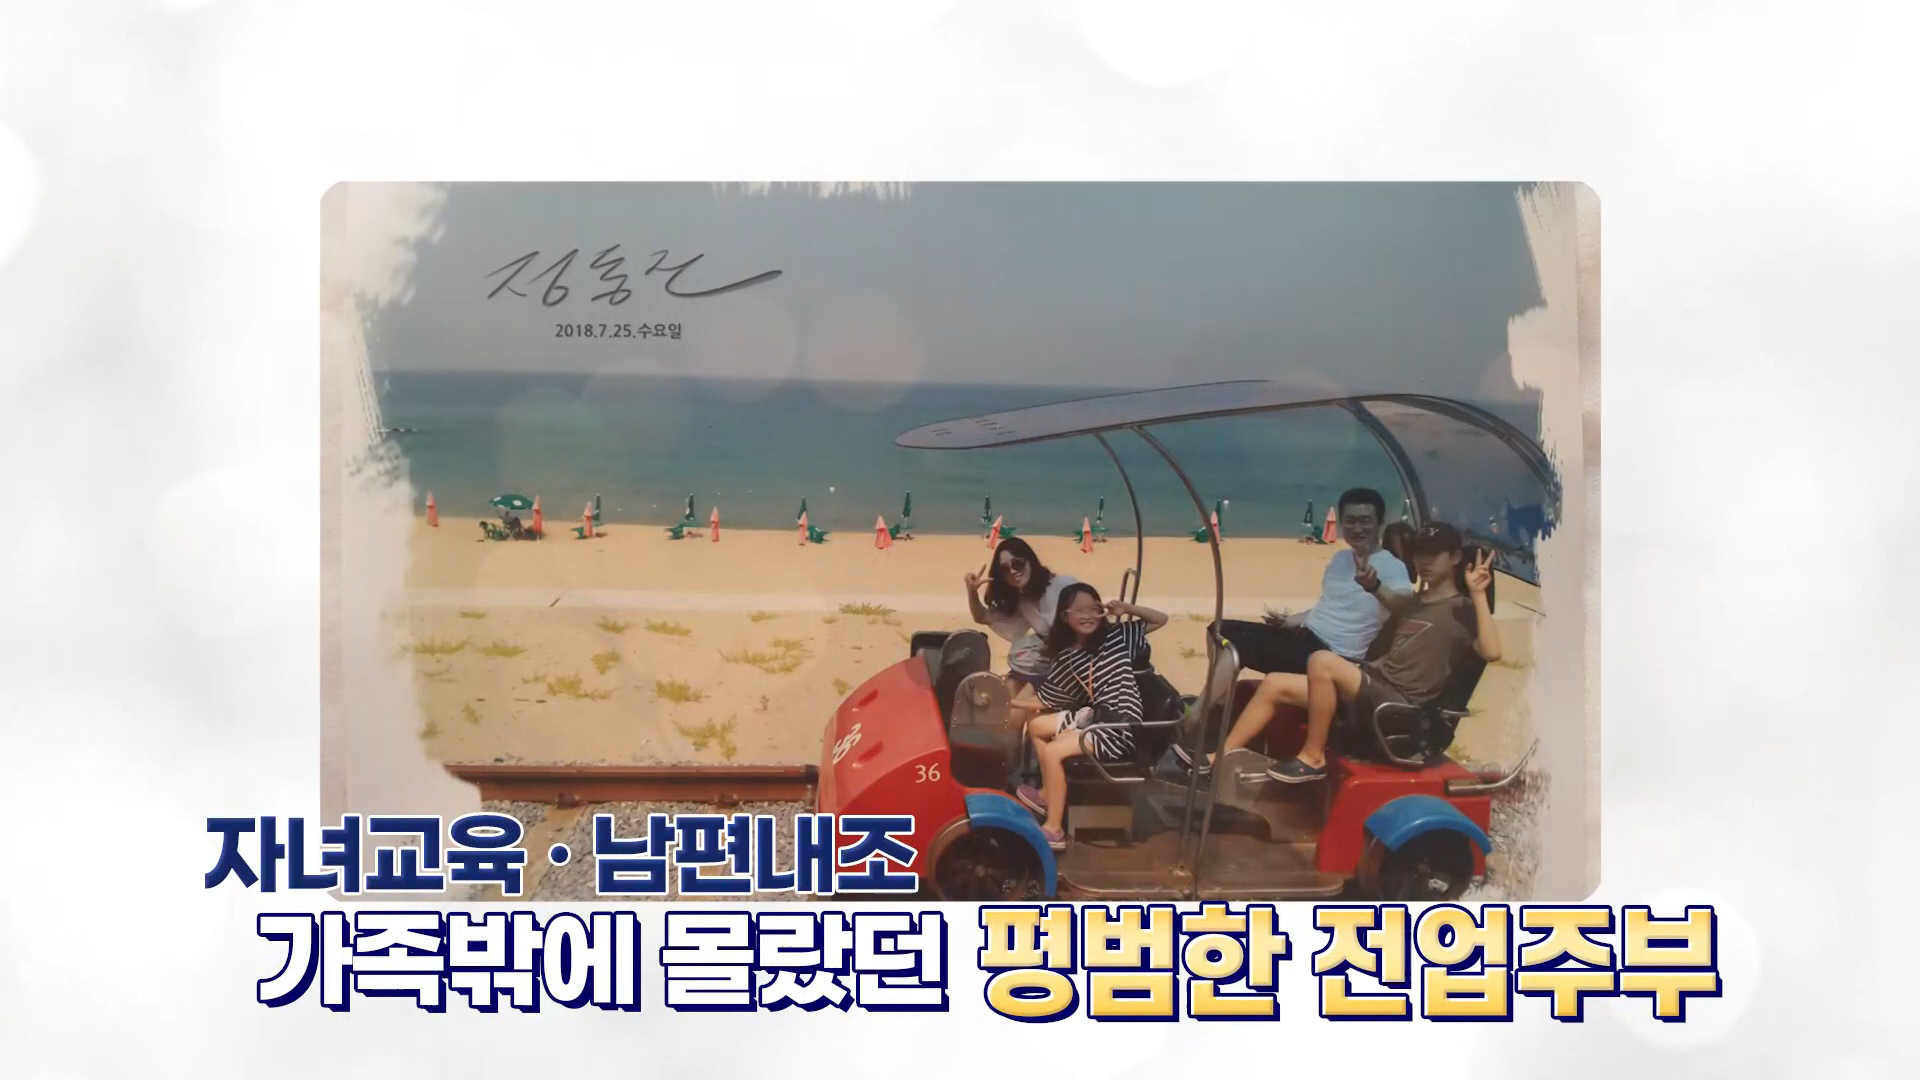 정동진
2018.7.25.수요일
36
자녀교육·남편내조
가족밖에 몰랐던 평범한 전업주부